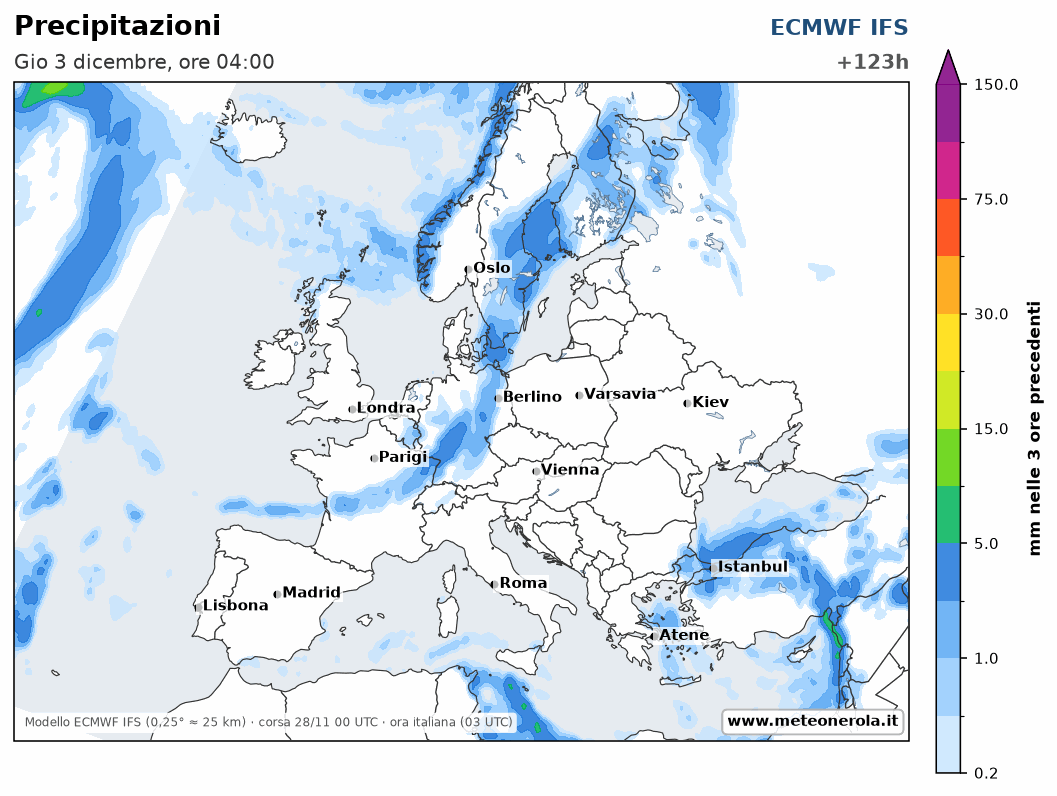 Precipitazioni
ECMWF IFS
Gio 3 dicembre, ore 04:00
+123h
150.0
75.0
30.0
15.0
5.0
1.0
0.2
mm nelle 3 ore precedenti
Oslo
Berlino
Varsavia
Kiev
Londra
Parigi
Vienna
Istanbul
Roma
Madrid
Lisbona
Atene
Modello ECMWF IFS (0,25° ≈ 25 km) · corsa 28/11 00 UTC · ora italiana (03 UTC)
www.meteonerola.it